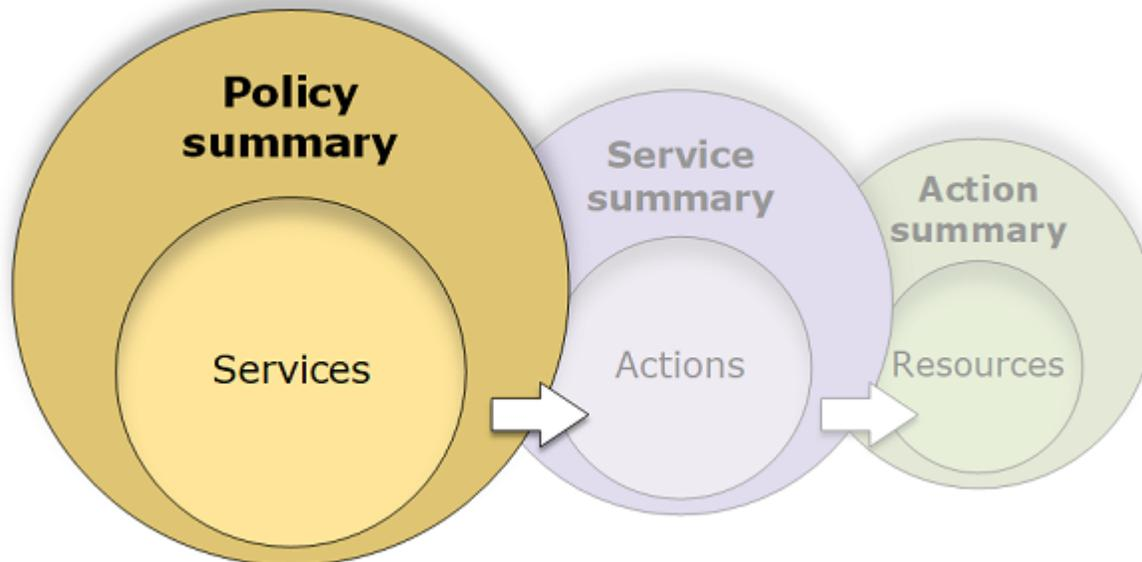 Policy
summary
Services
Service
summary
Actions
Action
summary
Resources